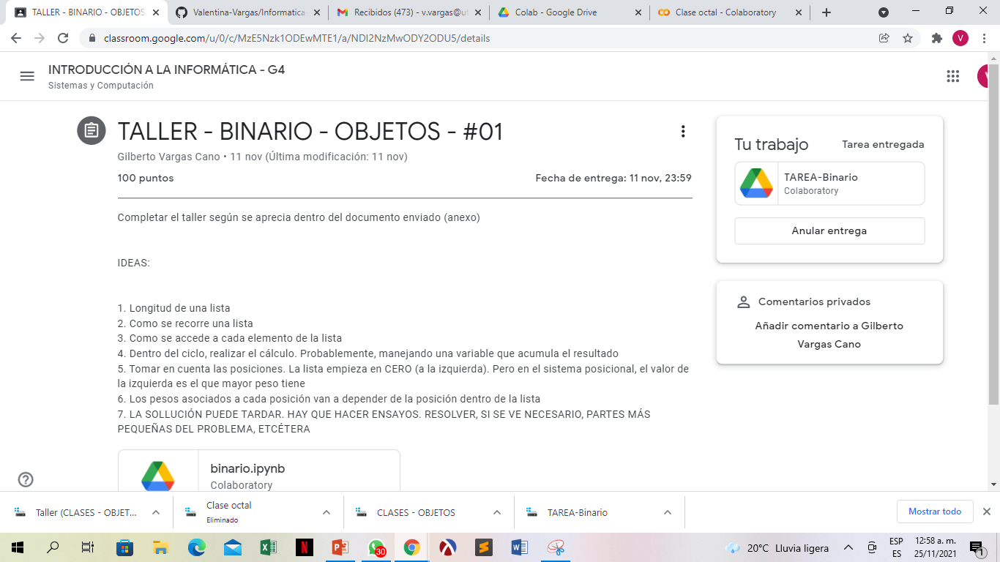 TALLER - BINARIO - OBJETOS
Valentina-Vargas/Informatica-
Recibidos (473) - v.vargas@ut
Colab - Google Drive
Clase octal - Colaboratory
classroom.google.com/u/0/c/MzE5Nzk1ODEwMTE1/a/NDI2NzMwODY2ODU5/details
V
INTRODUCCIÓN A LA INFORMÁTICA - G4
Sistemas y Computación
TALLER - BINARIO - OBJETOS - #01
Gilberto Vargas Cano • 11 nov (Última modificación: 11 nov)
100 puntos
Fecha de entrega: 11 nov, 23:59
Completar el taller según se aprecia dentro del documento enviado (anexo)
IDEAS:
1. Longitud de una lista
2. Como se recorre una lista
3. Como se accede a cada elemento de la lista
4. Dentro del ciclo, realizar el cálculo. Probablemente, manejando una variable que acumula el resultado
5. Tomar en cuenta las posiciones. La lista empieza en CERO (a la izquierda). Pero en el sistema posicional, el valor de
la izquierda es el que mayor peso tiene
6. Los pesos asociados a cada posición van a depender de la posición dentro de la lista
7. LA SOLLUCIÓN PUEDE TARDAR. HAY QUE HACER ENSAYOS. RESOLVER, SI SE VE NECESARIO, PARTES MÁS
PEQUEÑAS DEL PROBLEMA, ETCÉTERA
binario.ipynb
Colaboratory
Tu trabajo
Tarea entregada
TAREA-Binario
Colaboratory
Anular entrega
Comentarios privados
Añadir comentario a Gilberto
Vargas Cano
Taller (CLASES - OBJET...
Clase octal
Eliminado
CLASES - OBJETOS
TAREA-Binario
Mostrar todo
30
20°C Lluvia ligera
ESP
ES
12:58 a. m.
25/11/2021
1